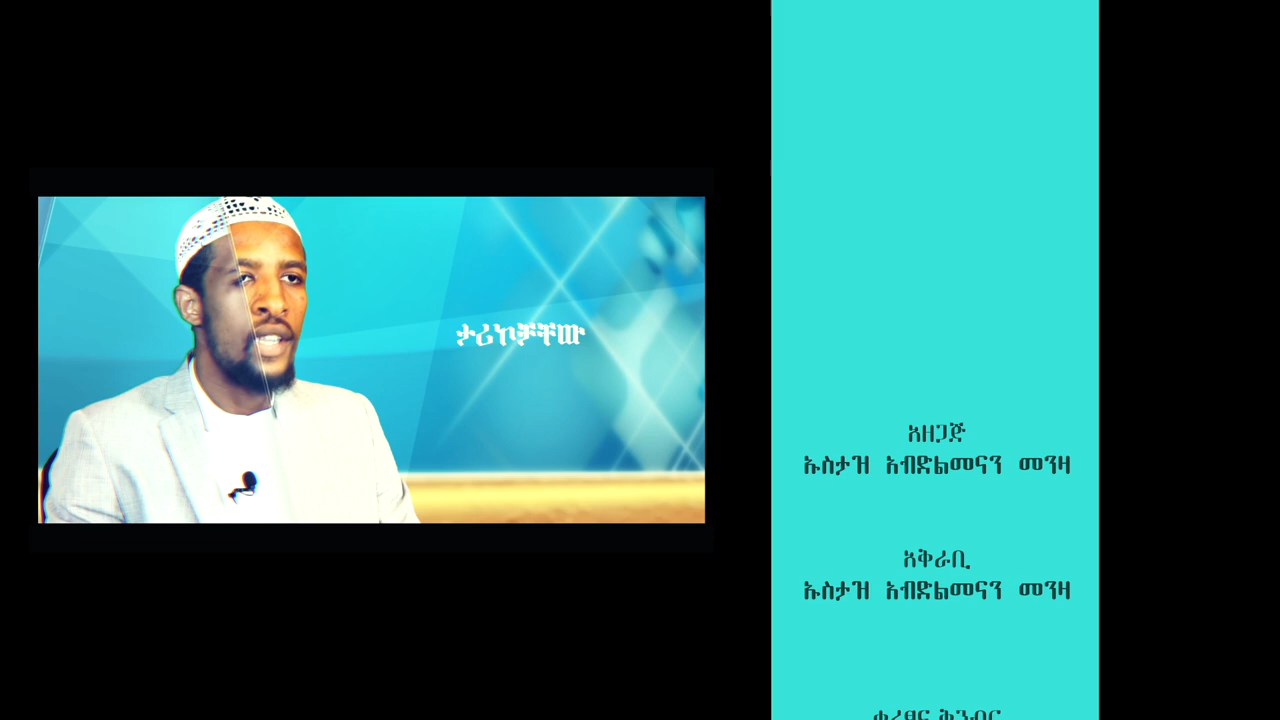 ታሪኮቻቸው
አዘጋጅ
ኡስታዝ አብድልመናን መንዛ
አቅራቢ
ኡስታዝ አብድልመናን መንዛ